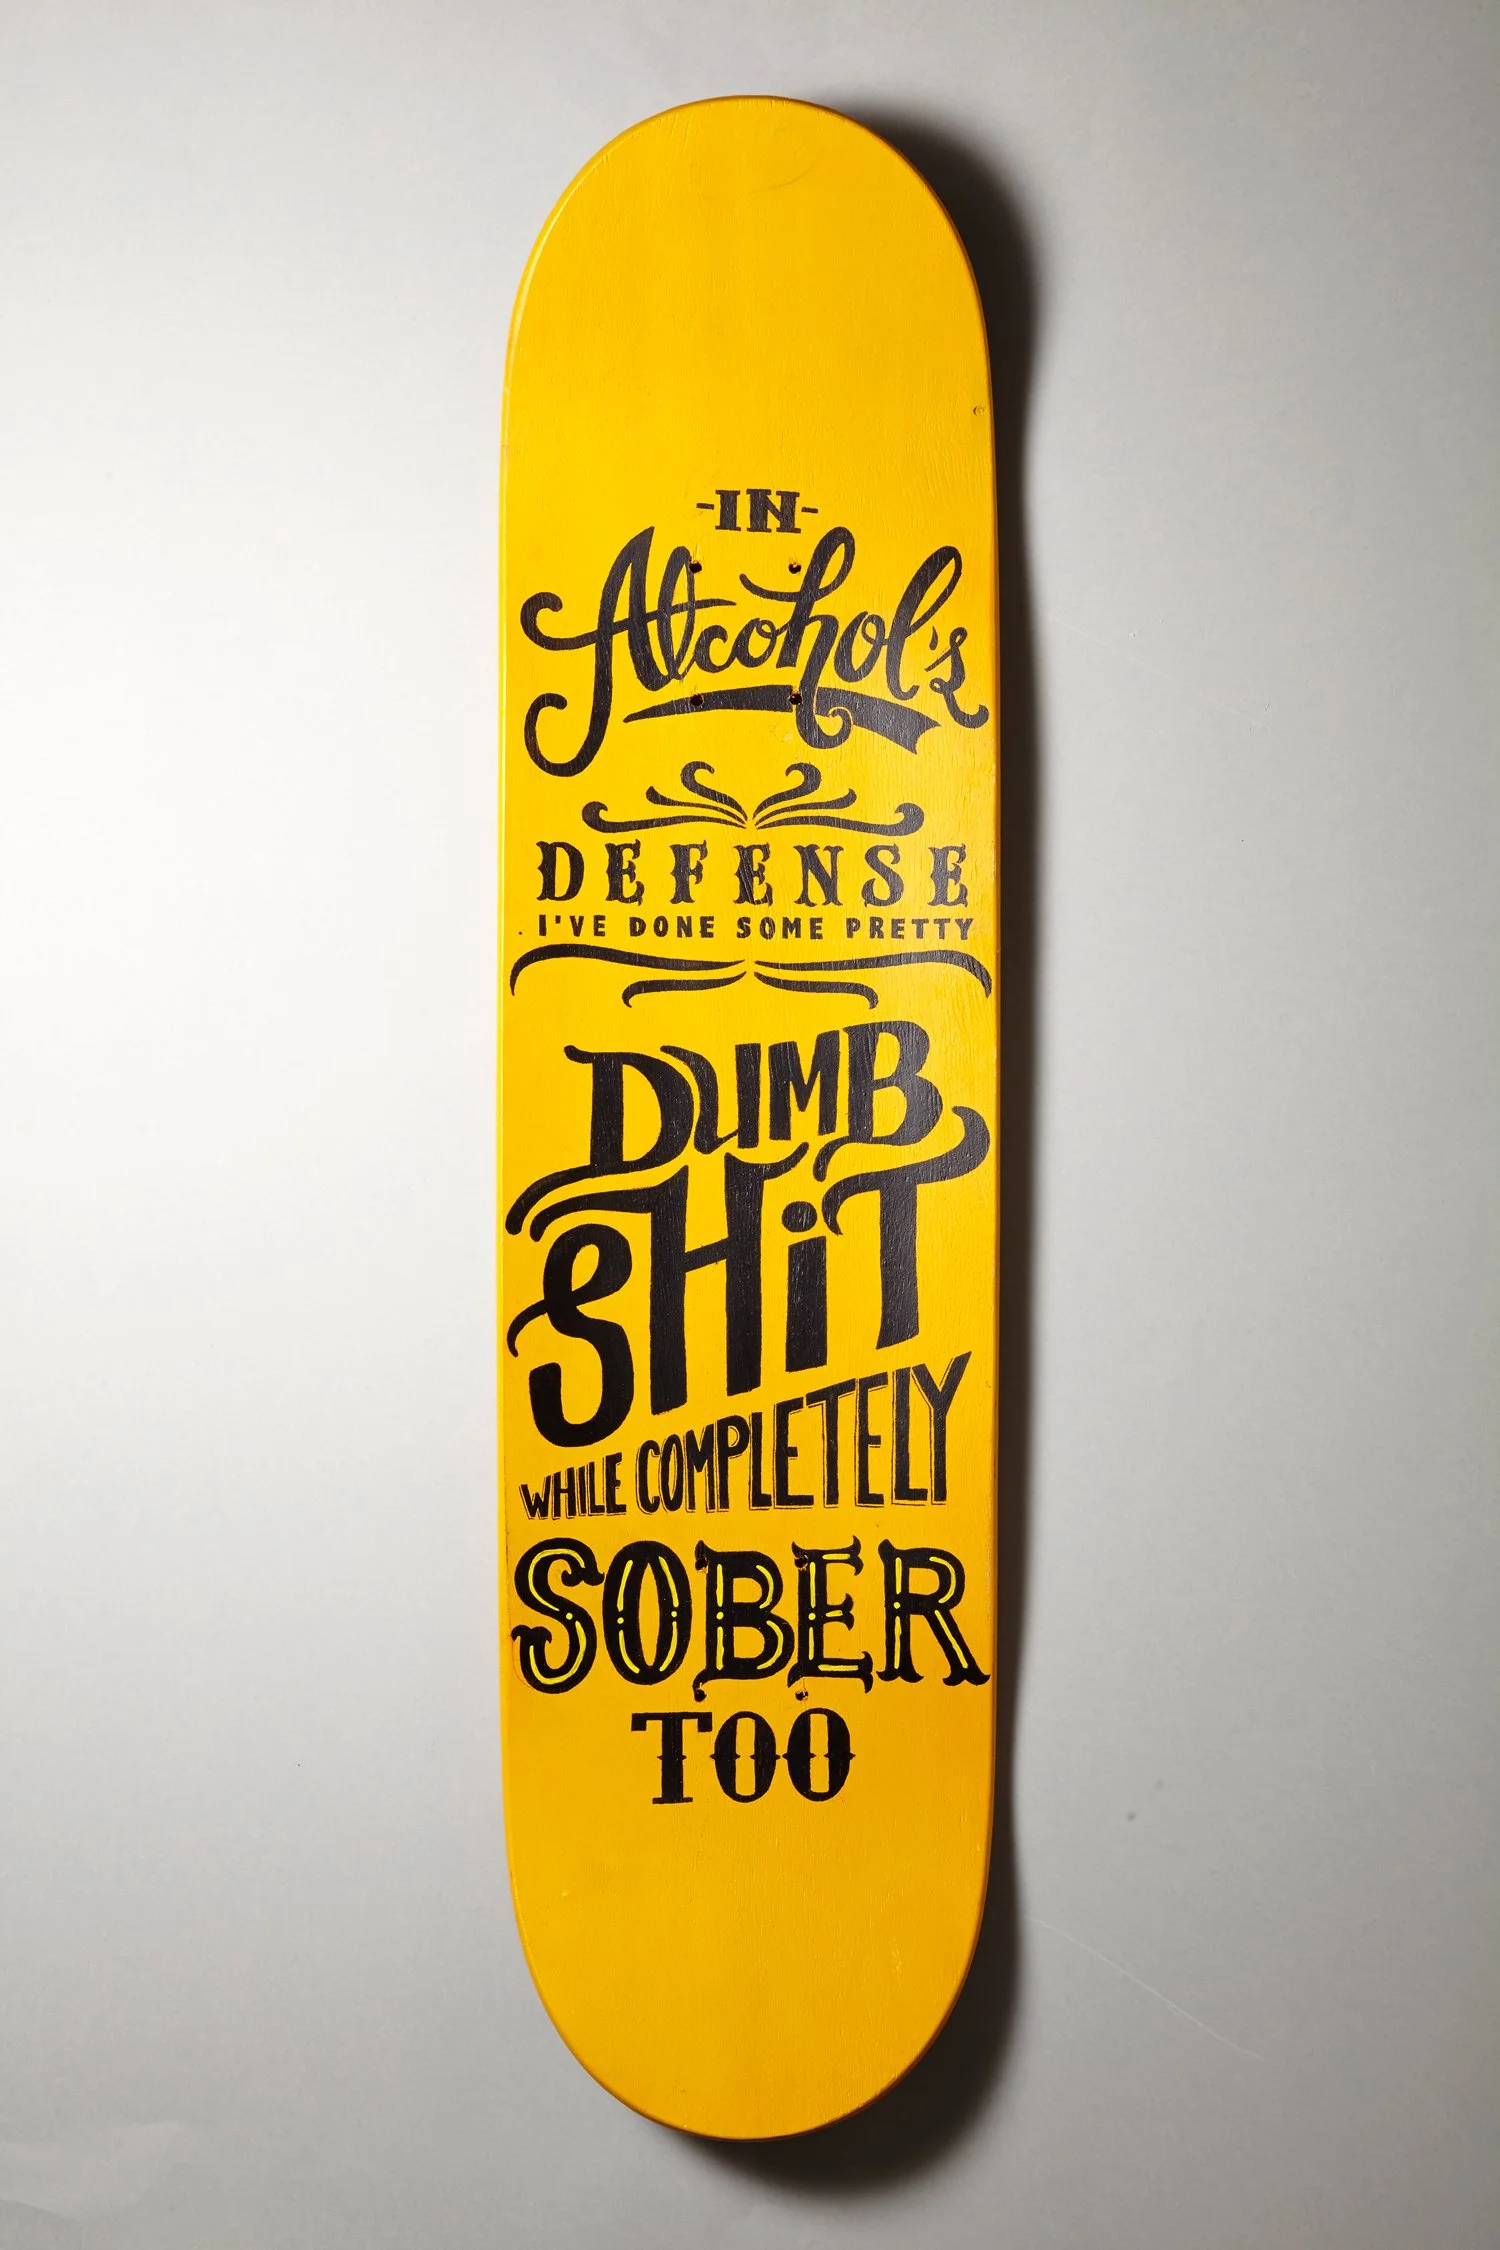 -IN-
Alcohol's
DEFENSE
I'VE DONE SOME PRETTY
DUMB
SHiT
WHILE COMPLETELY
SOBER
TOO